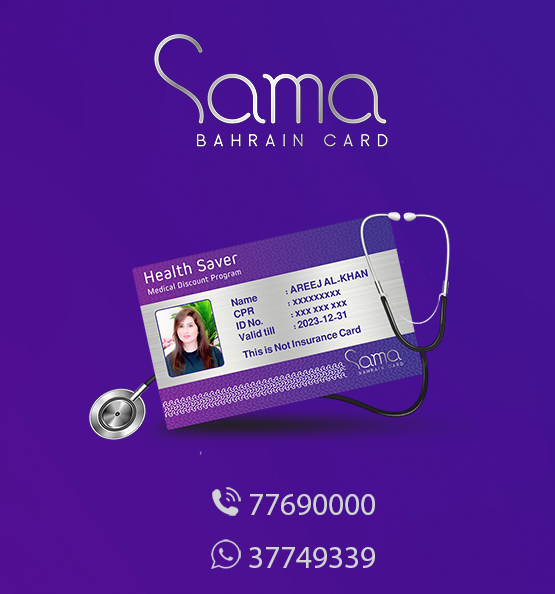 Sama
BAHRAIN CARD
Health Saver
Medical Discount Program
Name : AREEJ AL-KHAN
CPR : xxxxxxxxx
ID No. : xxx xxx xxx
Valid till : 2023-12-31
This is Not Insurance Card
Sama
BAHRAIN CARD
77690000
37749339